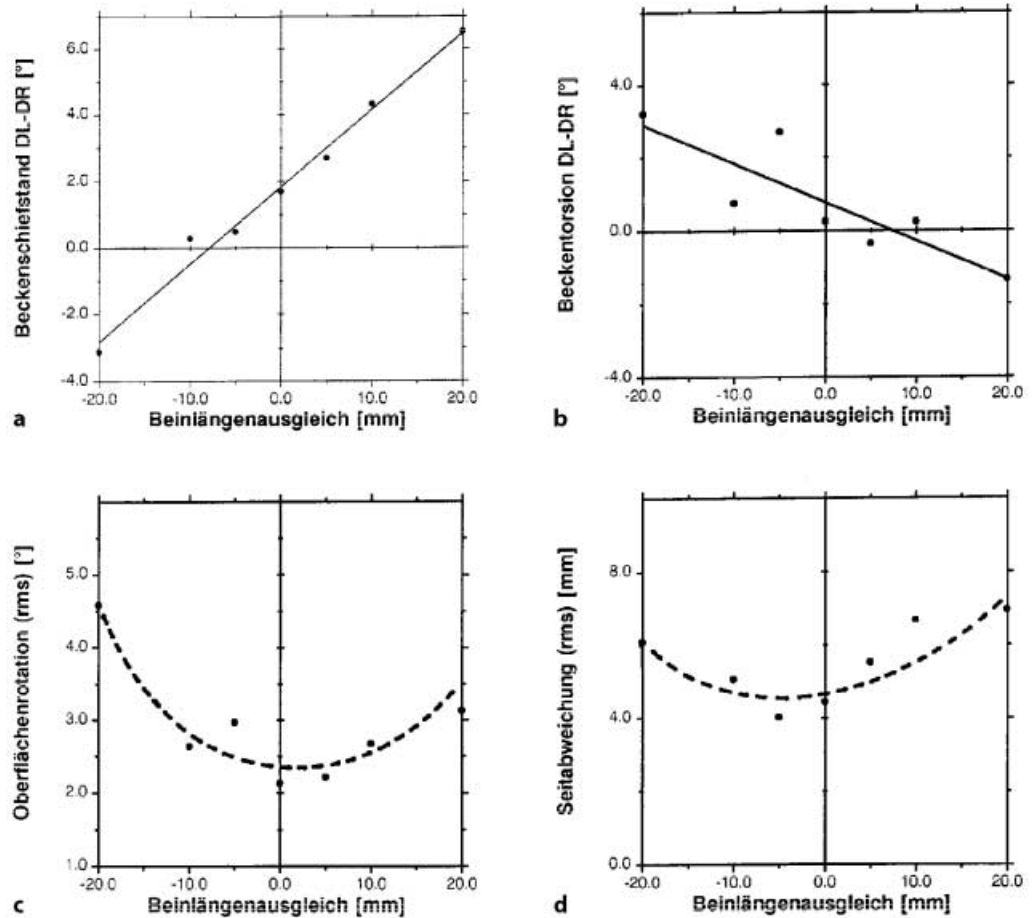 Beckenschiefstand DL-DR [°]
6.0
4.0
2.0
0.0
-2.0
-4.0
-20.0 -10.0 0.0 10.0 20.0
a Beinlängenausgleich [mm]
Beckentorsion DL-DR [°]
4.0
0.0
-4.0
-20.0 -10.0 0.0 10.0 20.0
b Beinlängenausgleich [mm]
Oberflächenrotation (rms) [°]
5.0
4.0
3.0
2.0
1.0
-20.0 -10.0 0.0 10.0 20.0
c Beinlängenausgleich [mm]
Seitabweichung (rms) [mm]
8.0
4.0
0.0
-20.0 -10.0 0.0 10.0 20.0
d Beinlängenausgleich [mm]